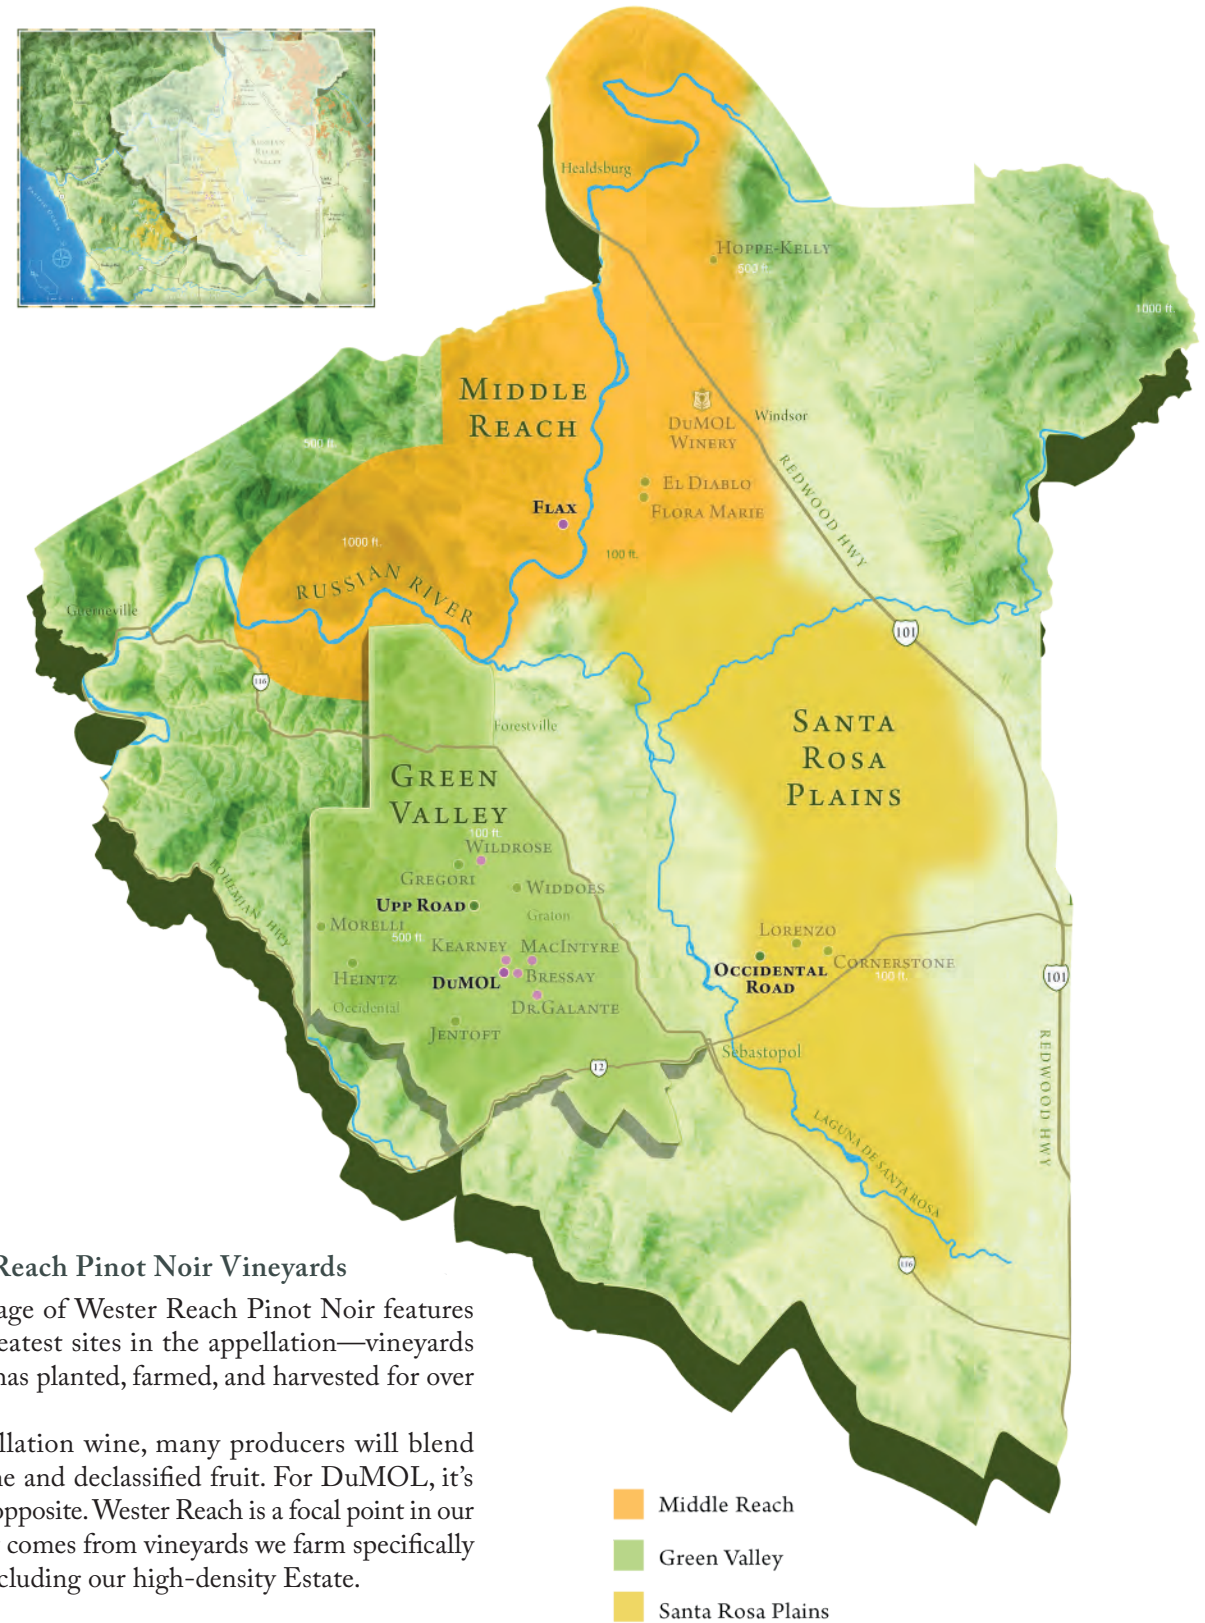 Healdsburg
HOPPE-KELLY
500 ft.
1000 ft.
MIDDLE
REACH
DUMOL
WINERY
Windsor
500 ft.
REDWOOD HWY
EL DIABLO
FLORA MARIE
FLAX
1000 ft.
100 ft.
RUSSIAN RIVER
Guerneville
101
116
Forestville
SANTA
ROSA
PLAINS
GREEN
VALLEY
100 ft.
WILDROSE
GREGORI
WIDDOES
UPP ROAD
Graton
BOHEMIAN HWY
MORELLI
500 ft.
KEARNEY
MACINTYRE
LORENZO
CORNERSTONE
OCCIDENTAL
ROAD
100 ft.
101
HEINTZ
DUMOL
BRESSAY
Occidental
DR.GALANTE
JENTOFT
Sebastopol
12
REDWOOD HWY
LAGUNA DE SANTA ROSA
116
Reach Pinot Noir Vineyards
age of Wester Reach Pinot Noir features
eatest sites in the appellation—vineyards
has planted, farmed, and harvested for over
llation wine, many producers will blend
ne and declassified fruit. For DuMOL, it's
opposite. Wester Reach is a focal point in our
comes from vineyards we farm specifically
cluding our high-density Estate.
Middle Reach
Green Valley
Santa Rosa Plains